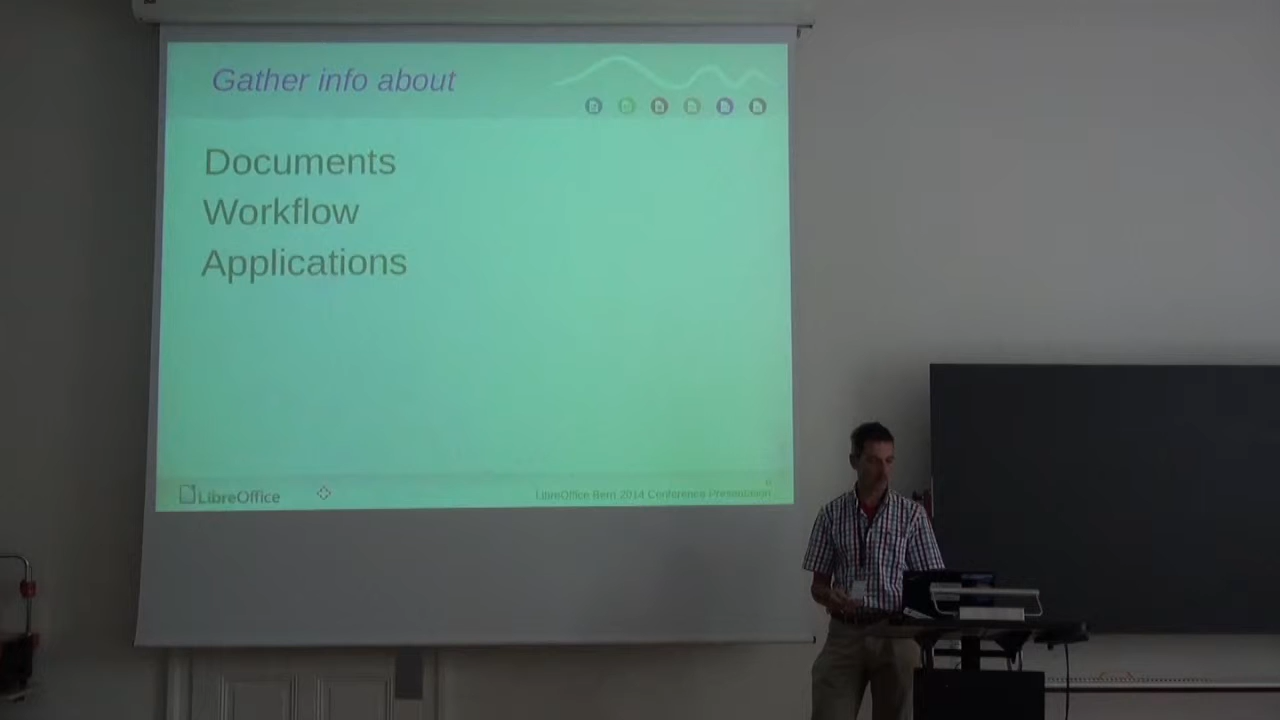 Gather info about
Documents
Workflow
Applications
LibreOffice
LibreOffice Bern 2014 Conference Presentation